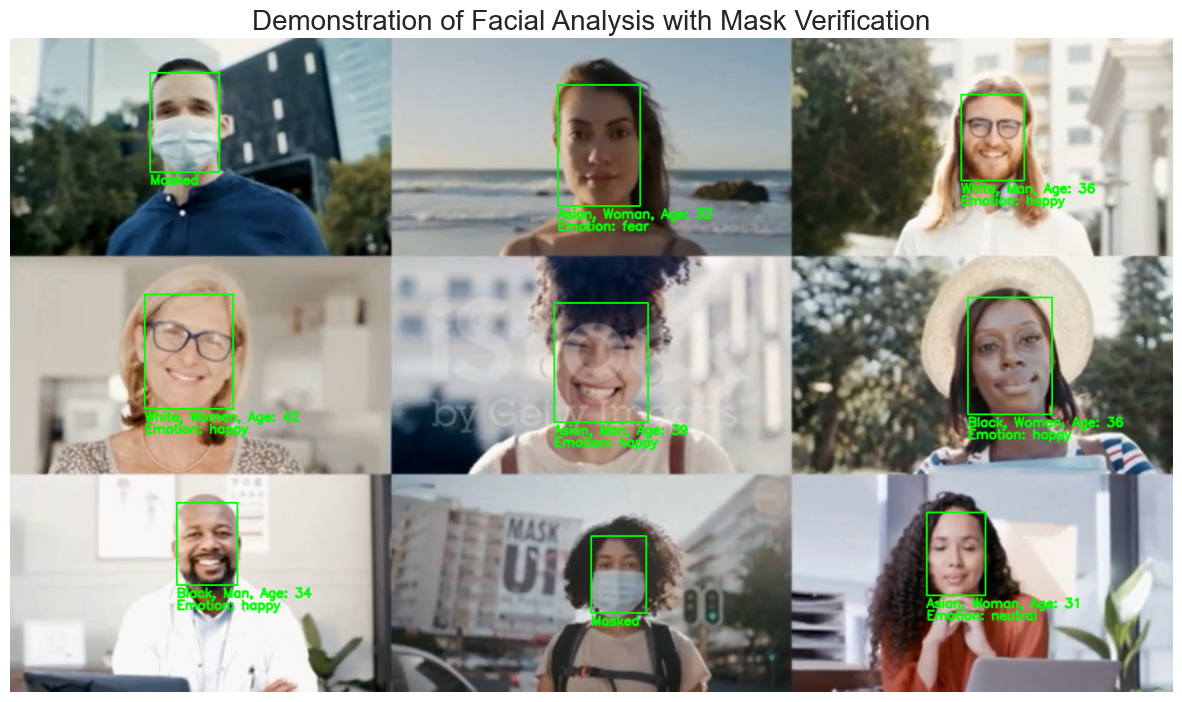 Demonstration of Facial Analysis with Mask Verification
Masked
Asian, Woman, Age: 32
Emotion: fear
White, Man, Age: 36
Emotion: happy
White, Woman, Age: 42
Emotion: happy
iStock
by Getty Images
Asian, Man, Age: 39
Emotion: happy
Black, Woman, Age: 36
Emotion: happy
Black, Man, Age: 34
Emotion: happy
MASK
UP
Masked
Asian, Woman, Age: 31
Emotion: neutral